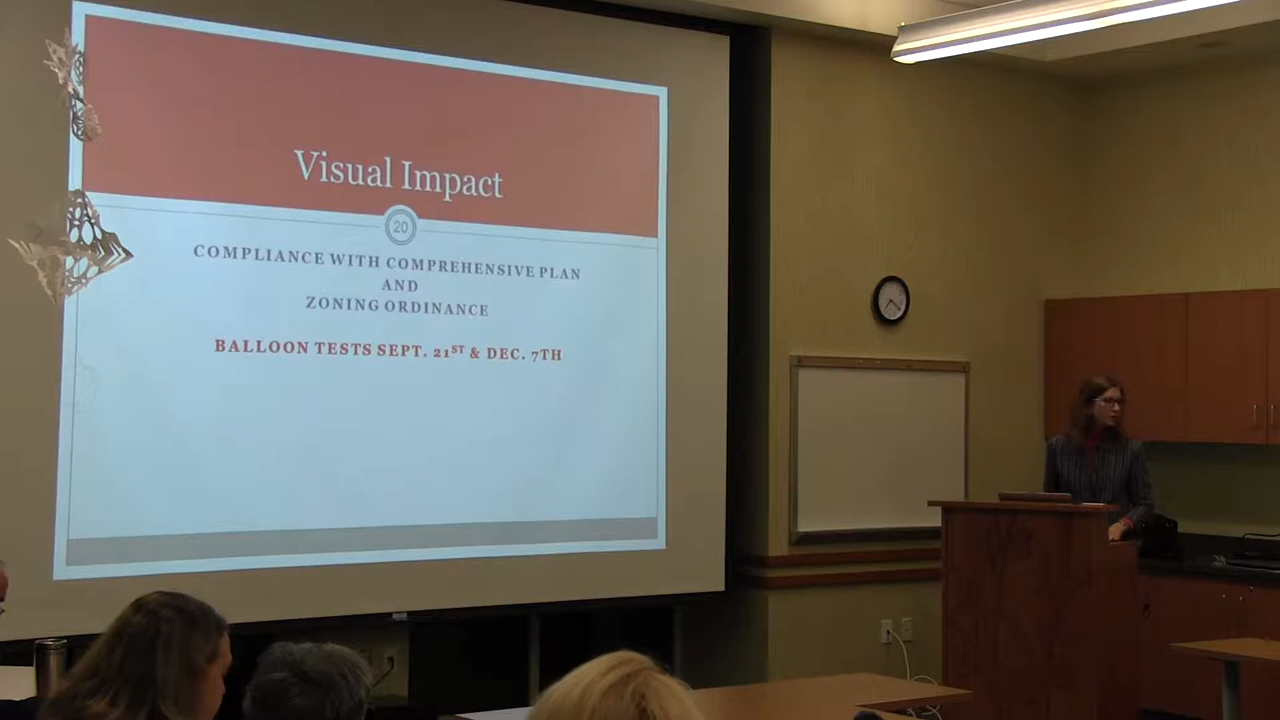 Visual Impact
20
COMPLIANCE WITH COMPREHENSIVE PLAN
AND
ZONING ORDINANCE
BALLOON TESTS SEPT. 21ST & DEC. 7TH